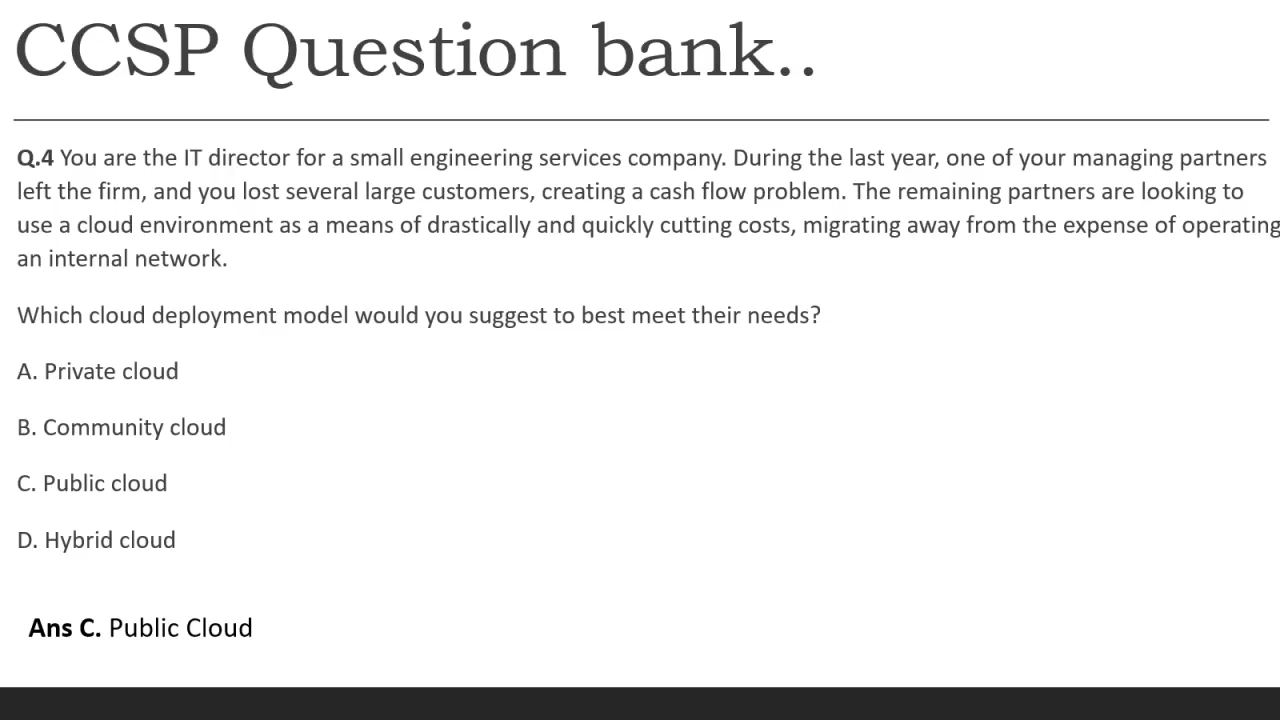 CCSP Question bank..
Q.4 You are the IT director for a small engineering services company. During the last year, one of your managing partners
left the firm, and you lost several large customers, creating a cash flow problem. The remaining partners are looking to
use a cloud environment as a means of drastically and quickly cutting costs, migrating away from the expense of operating
an internal network.
Which cloud deployment model would you suggest to best meet their needs?
A. Private cloud
B. Community cloud
C. Public cloud
D. Hybrid cloud
Ans C. Public Cloud